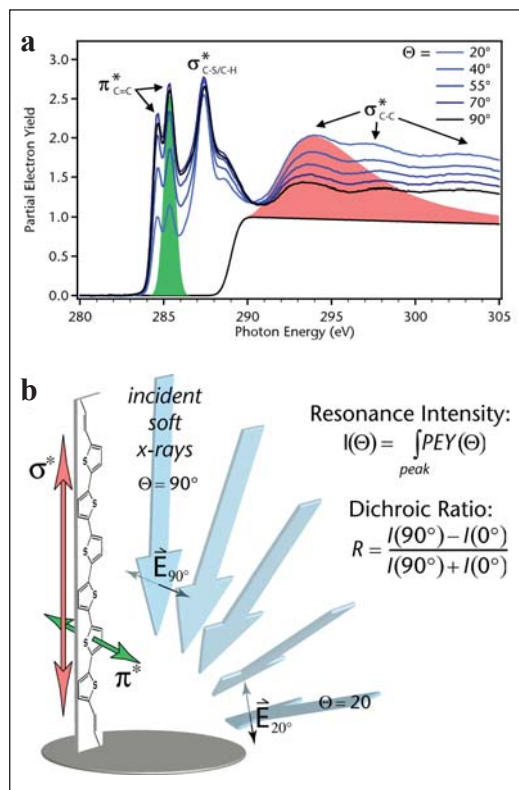 a
Partial Electron Yield
3.0
2.5
2.0
1.5
1.0
0.5
0.0
280
285
290
295
300
305
Photon Energy (eV)
π* C=C
σ* C-S/C-H
Θ =
20°
40°
55°
70°
90°
σ* C-C
b
incident
soft
x-rays
Θ = 90°
σ*
π*
E⃗ 90°
E⃗ 20°
Θ = 20
S
S
S
S
S
S
Resonance Intensity:
I(Θ) = ∫ PEY(Θ)
peak
Dichroic Ratio:
R = I(90°) − I(0°)
I(90°) + I(0°)